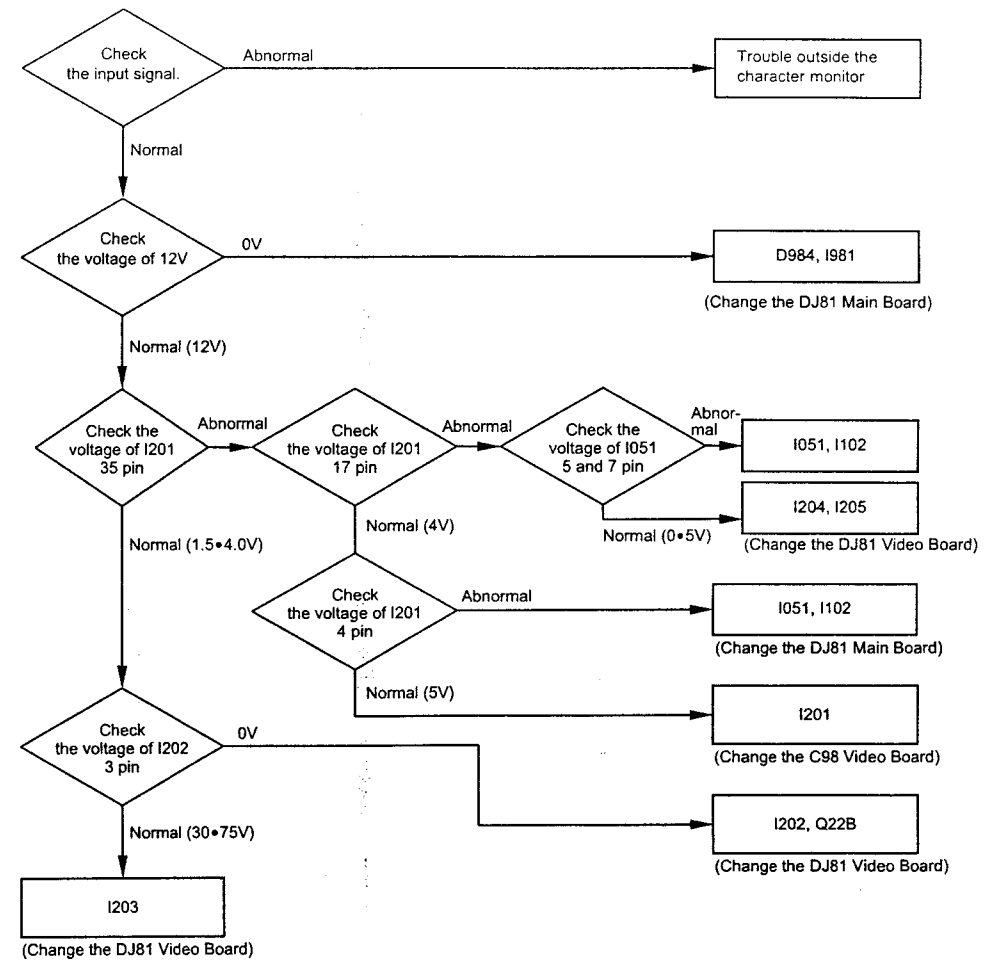 Check
the input signal.
Abnormal
Trouble outside the
character monitor
Normal
Check
the voltage of 12V
0V
D984, I981
(Change the DJ81 Main Board)
Normal (12V)
Check the
voltage of I201
35 pin
Abnormal
Check
the voltage of I201
17 pin
Abnormal
Check the
voltage of I051
5 and 7 pin
Abnor-
mal
I051, I102
Normal (0•5V)
I204, I205
(Change the DJ81 Video Board)
Normal (4V)
Normal (1.5•4.0V)
Check
the voltage of I201
4 pin
Abnormal
I051, I102
(Change the DJ81 Main Board)
Normal (5V)
I201
(Change the C98 Video Board)
Check
the voltage of I202
3 pin
0V
I202, Q22B
(Change the DJ81 Video Board)
Normal (30•75V)
I203
(Change the DJ81 Video Board)